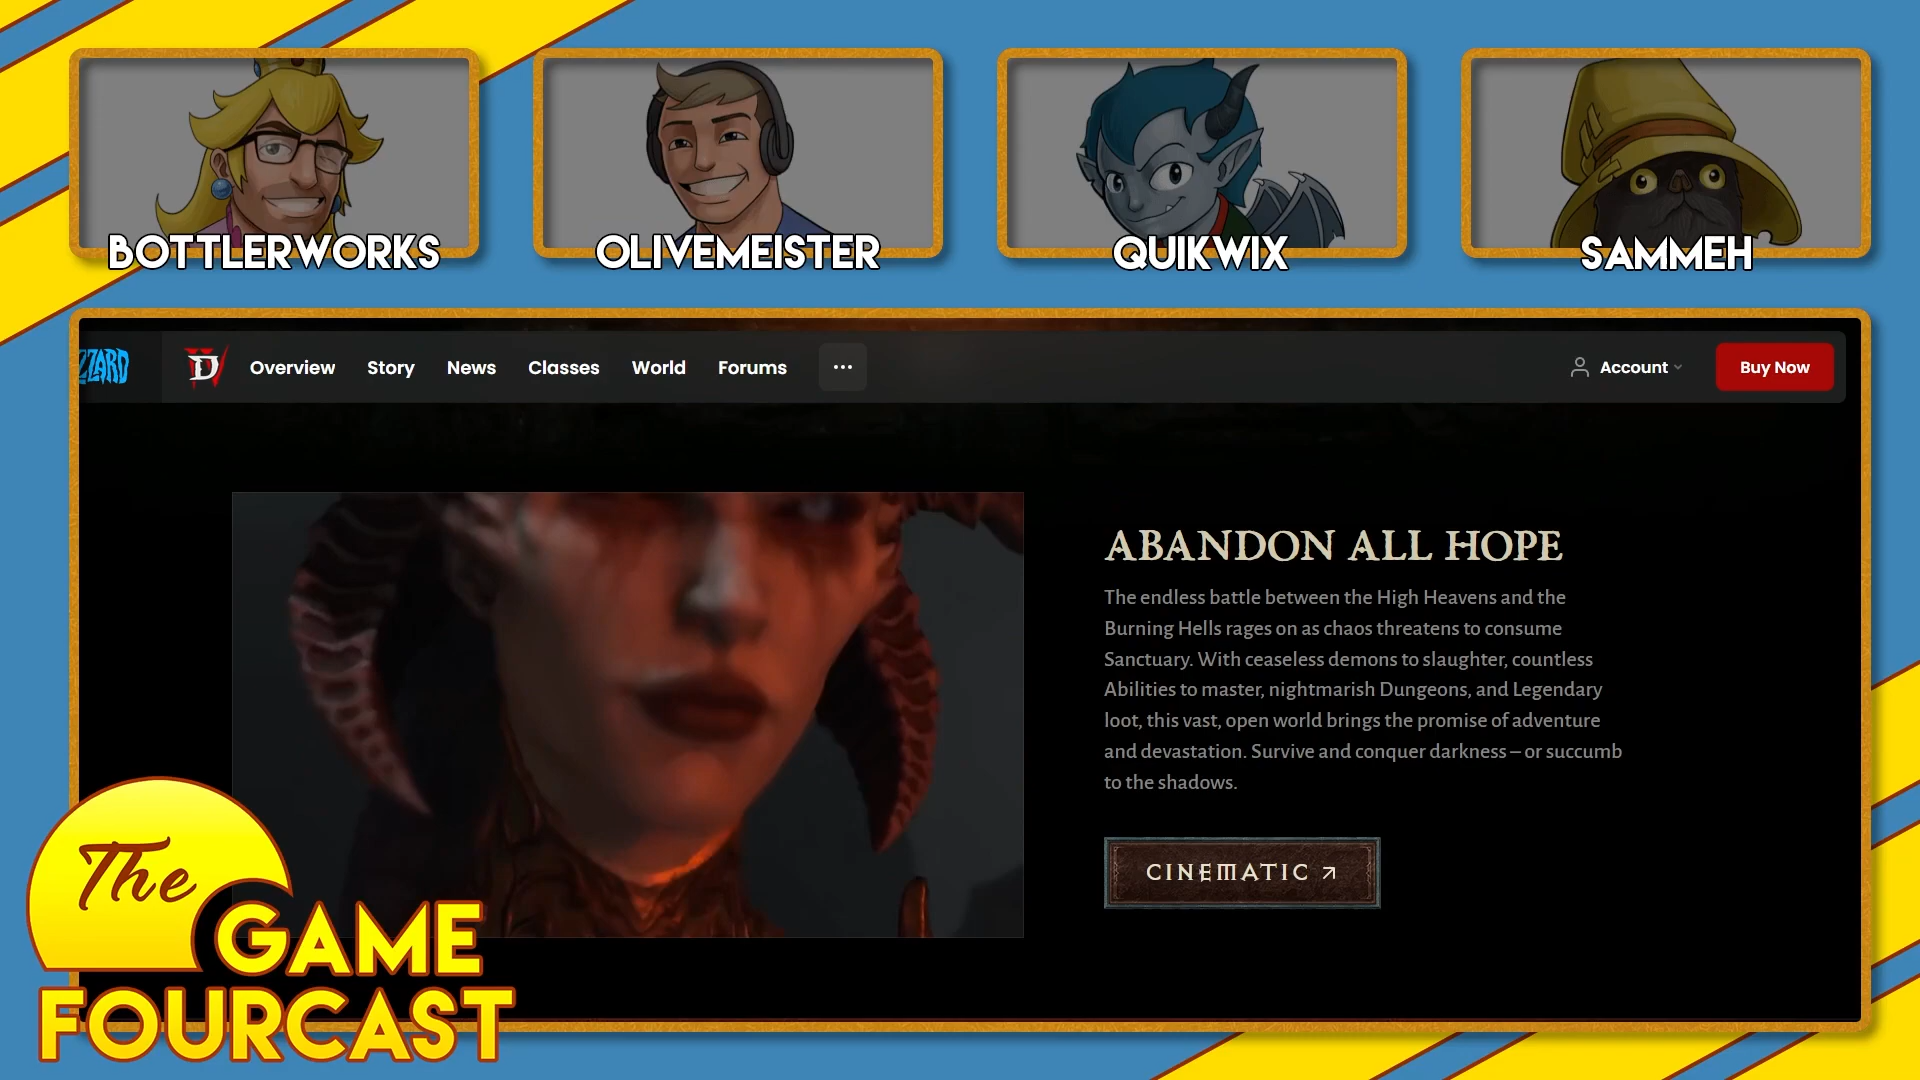 BOTTLERWORKS
OLIVEMEISTER
QUIKWIX
SAMMEH
ZZARD
D
Overview
Story
News
Classes
World
Forums
...
Account
Buy Now
ABANDON ALL HOPE
The endless battle between the High Heavens and the
Burning Hells rages on as chaos threatens to consume
Sanctuary. With ceaseless demons to slaughter, countless
Abilities to master, nightmarish Dungeons, and Legendary
loot, this vast, open world brings the promise of adventure
and devastation. Survive and conquer darkness – or succumb
to the shadows.
CINEMATIC
The
GAME
FOURCAST